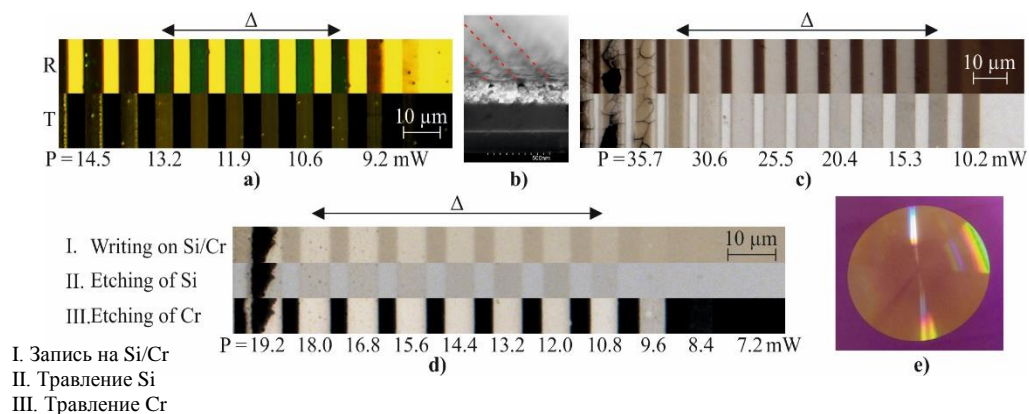 Δ
R
T
10 µm
P = 14.5 13.2 11.9 10.6 9.2 mW
a)
500nm
b)
Δ
10 µm
P = 35.7 30.6 25.5 20.4 15.3 10.2 mW
c)
Δ
I. Writing on Si/Cr
10 µm
II. Etching of Si
III.Etching of Cr
P = 19.2 18.0 16.8 15.6 14.4 13.2 12.0 10.8 9.6 8.4 7.2 mW
d)
e)
I. Запись на Si/Cr
II. Травление Si
III. Травление Cr